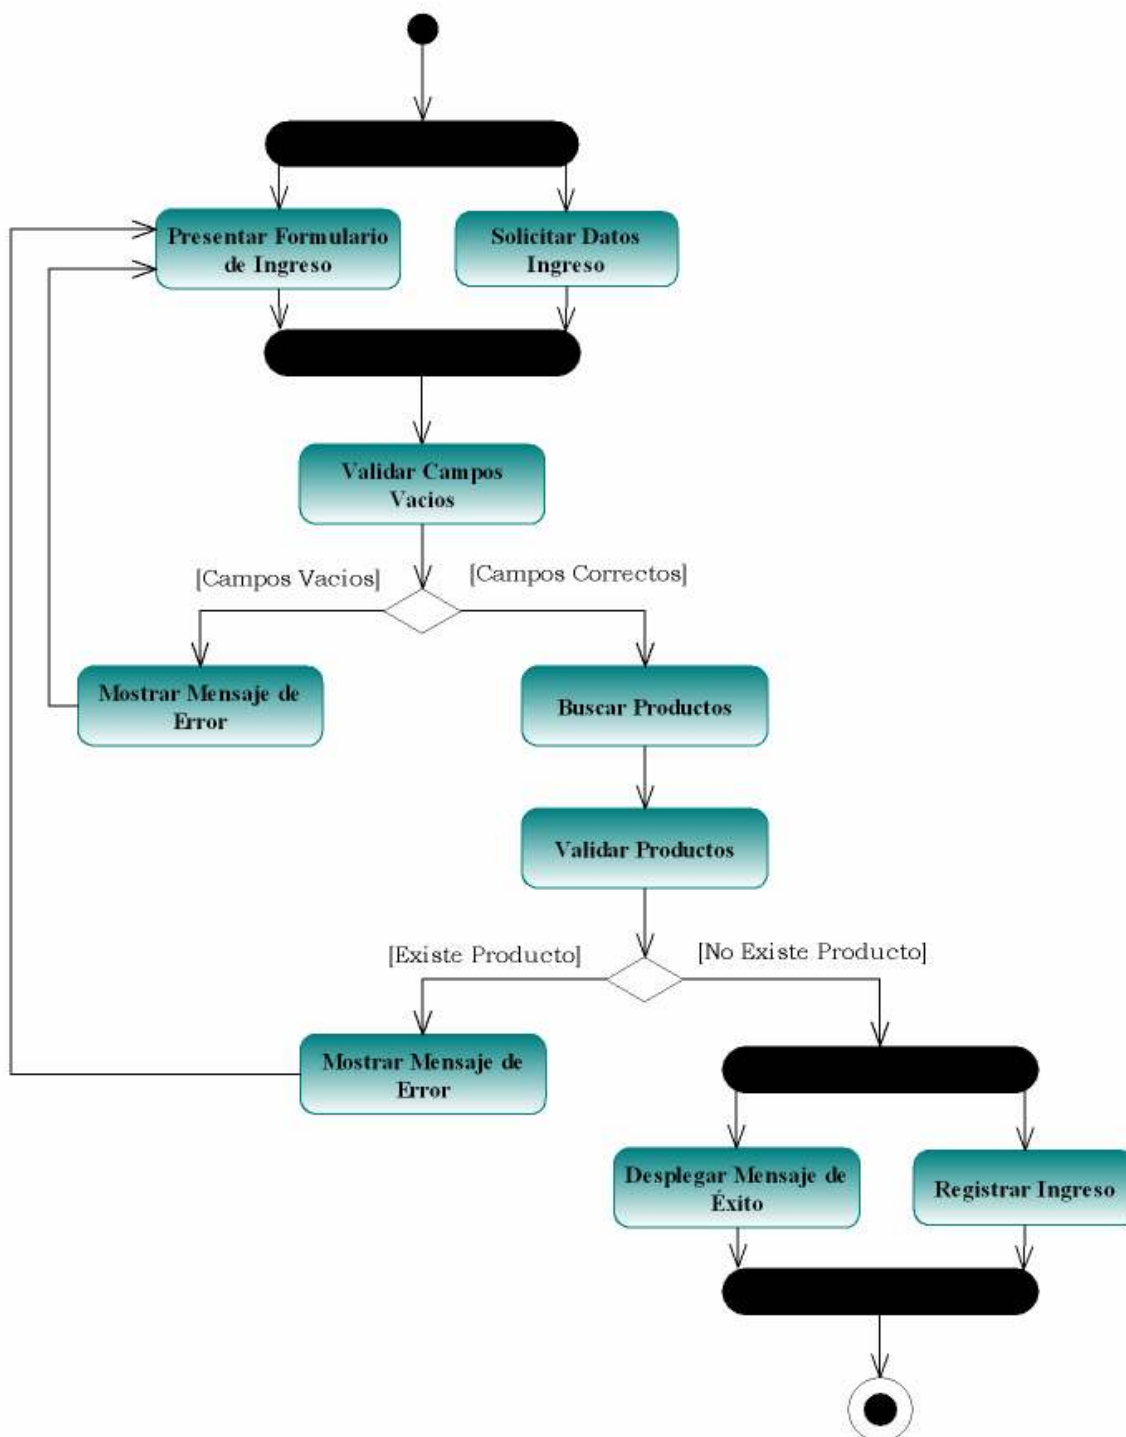 Presentar Formulario
de Ingreso
Solicitar Datos
Ingreso
Validar Campos
Vacios
[Campos Vacios]
[Campos Correctos]
Mostrar Mensaje de
Error
Buscar Productos
Validar Productos
[Existe Producto]
[No Existe Producto]
Mostrar Mensaje de
Error
Desplegar Mensaje de
Éxito
Registrar Ingreso